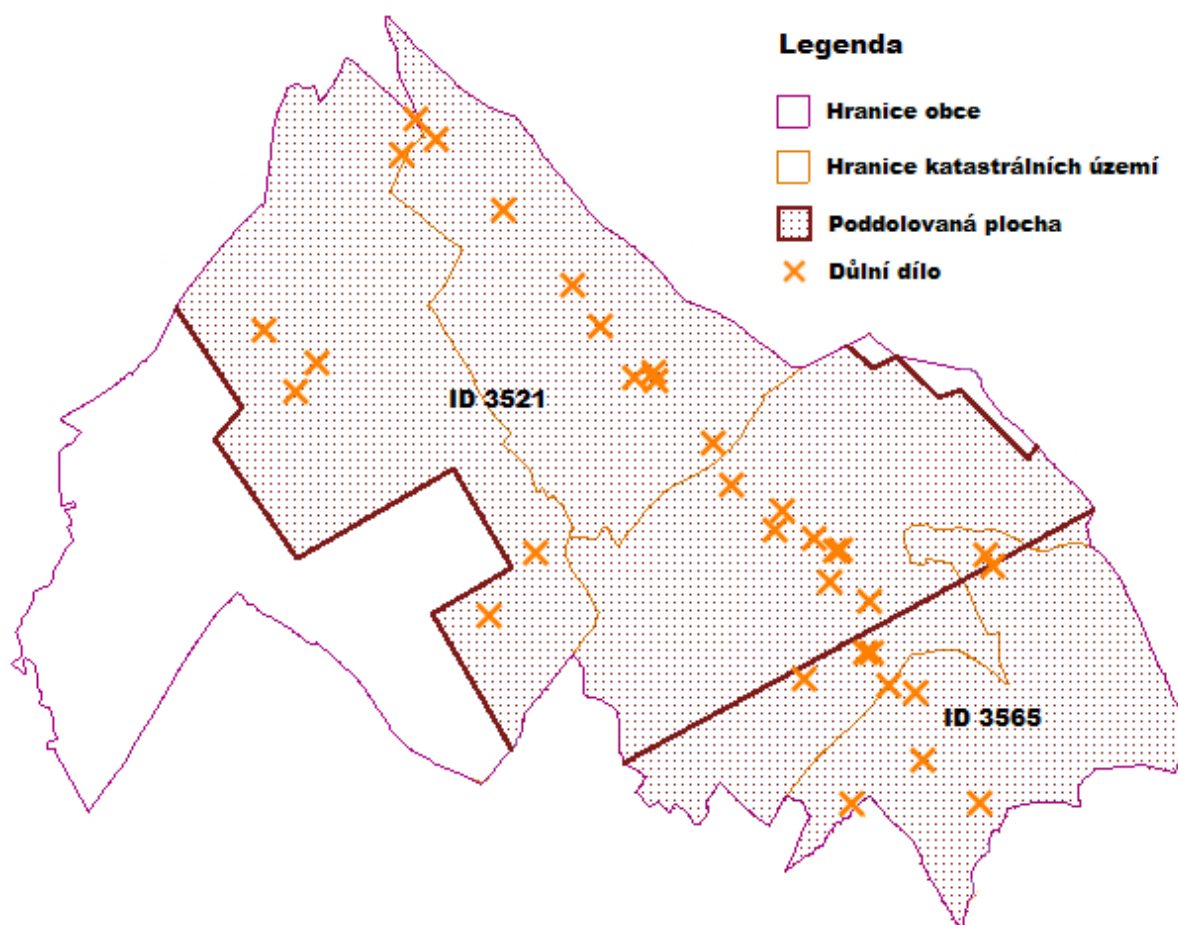 Legenda
Hranice obce
Hranice katastrálních území
Poddolovaná plocha
Důlní dílo
ID 3521
ID 3565